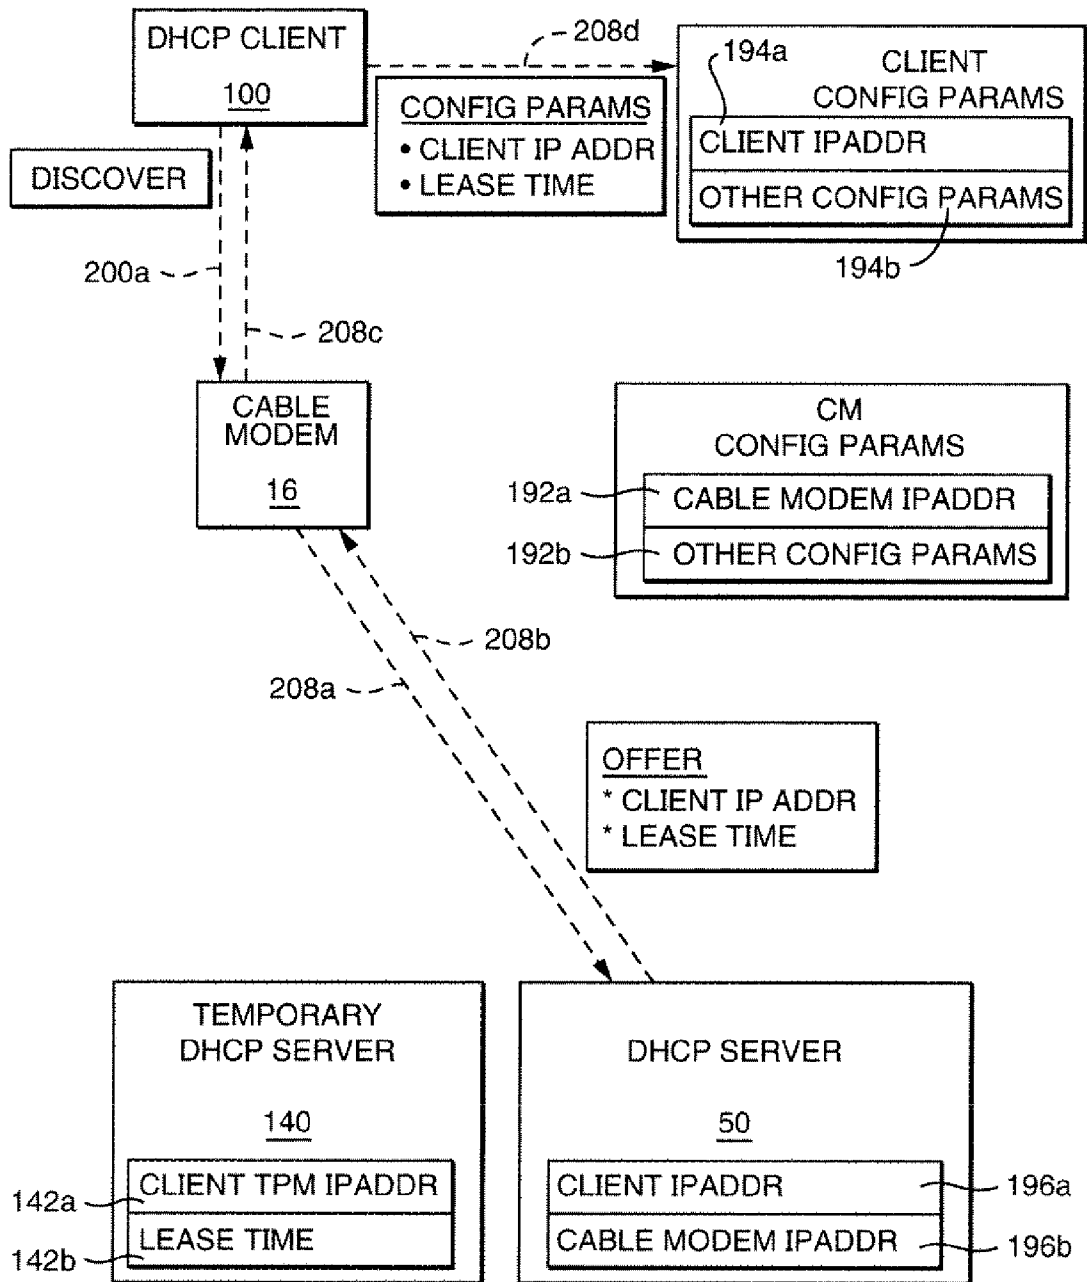 DHCP CLIENT
100
208d
CONFIG PARAMS
• CLIENT IP ADDR
• LEASE TIME
194a
CLIENT
CONFIG PARAMS
CLIENT IPADDR
OTHER CONFIG PARAMS
194b
DISCOVER
200a
208c
CABLE
MODEM
16
CM
CONFIG PARAMS
192a
CABLE MODEM IPADDR
192b
OTHER CONFIG PARAMS
208b
208a
OFFER
* CLIENT IP ADDR
* LEASE TIME
TEMPORARY
DHCP SERVER
140
142a
CLIENT TPM IPADDR
142b
LEASE TIME
DHCP SERVER
50
CLIENT IPADDR
196a
CABLE MODEM IPADDR
196b